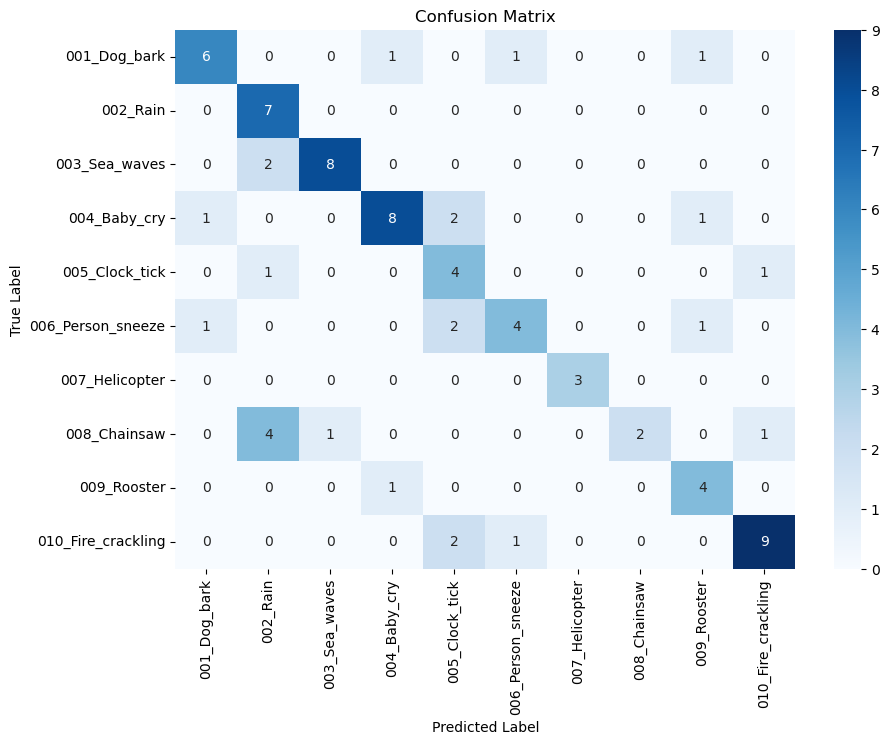 Confusion Matrix
True Label
001_Dog_bark 6 0 0 1 0 1 0 0 1 0
002_Rain 0 7 0 0 0 0 0 0 0 0
003_Sea_waves 0 2 8 0 0 0 0 0 0 0
004_Baby_cry 1 0 0 8 2 0 0 0 1 0
005_Clock_tick 0 1 0 0 4 0 0 0 0 1
006_Person_sneeze 1 0 0 0 2 4 0 0 1 0
007_Helicopter 0 0 0 0 0 0 3 0 0 0
008_Chainsaw 0 4 1 0 0 0 0 2 0 1
009_Rooster 0 0 0 1 0 0 0 0 4 0
010_Fire_crackling 0 0 0 0 2 1 0 0 0 9
001_Dog_bark
002_Rain
003_Sea_waves
004_Baby_cry
005_Clock_tick
006_Person_sneeze
007_Helicopter
008_Chainsaw
009_Rooster
010_Fire_crackling
Predicted Label
9
8
7
6
5
4
3
2
1
0